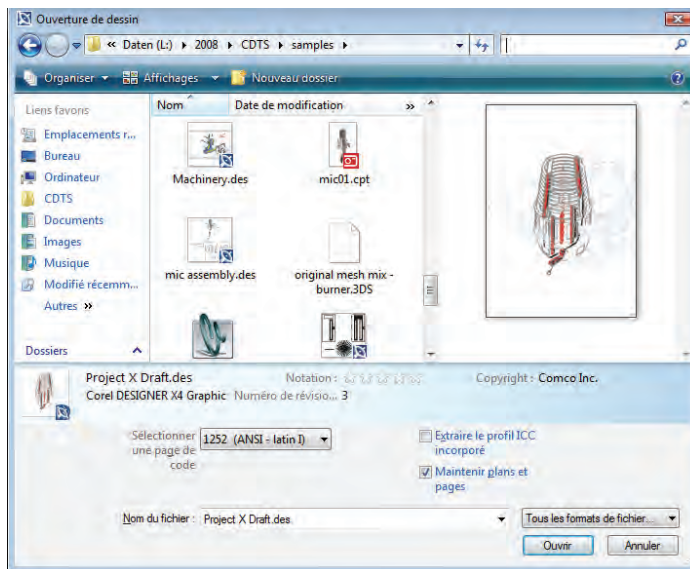 Ouverture de dessin
« Daten (L:) ▸ 2008 ▸ CDTS ▸ samples ▸
Organiser Affichages Nouveau dossier
Liens favoris
Emplacements r...
Bureau
Ordinateur
CDTS
Documents
Images
Musique
Modifié récemm...
Autres »
Dossiers
Nom Date de modification »
Machinery.des mic01.cpt
mic assembly.des original mesh mix -
burner.3DS
Project X Draft.des Notation : Copyright : Comco Inc.
Corel DESIGNER X4 Graphic Numéro de révisio... 3
Sélectionner
une page de
code
1252 (ANSI - latin I)
Extraire le profil ICC
incorporé
Maintenir plans et
pages
Nom du fichier : Project X Draft.des Tous les formats de fichier...
Ouvrir Annuler